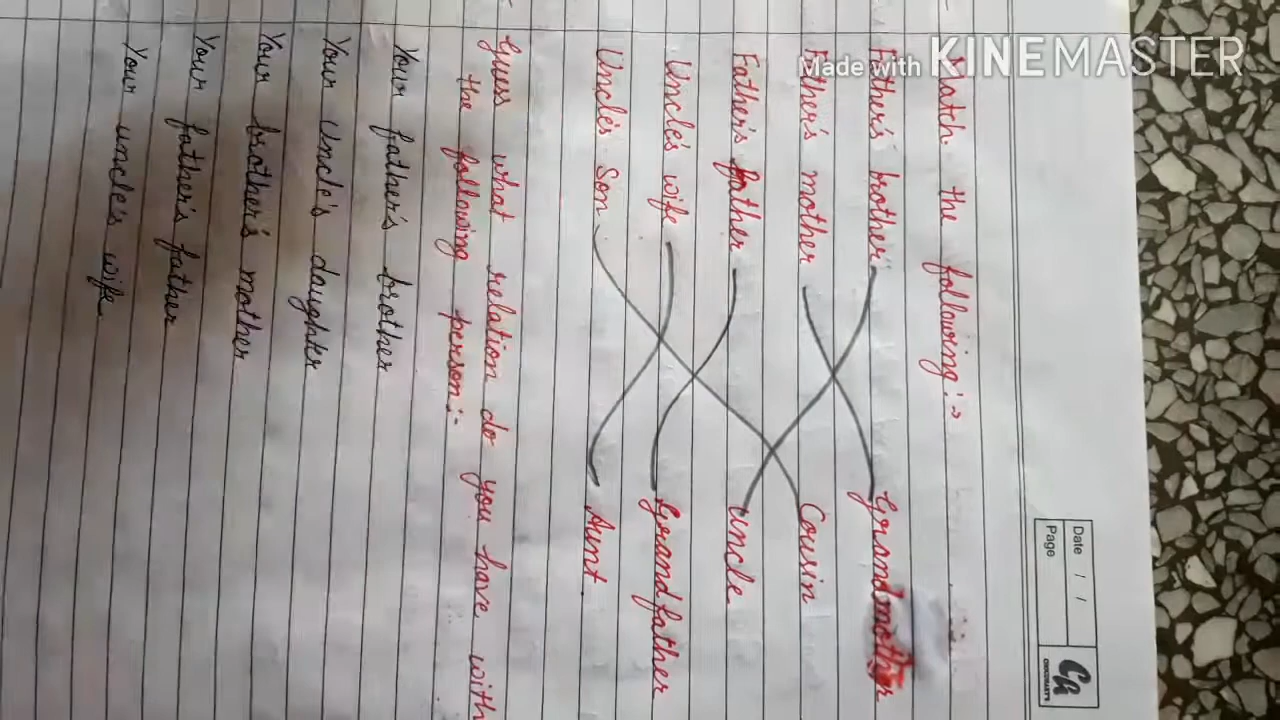 Made with KINEMASTER
Date / /
Page
CR
Match the following :→
Father's brother Grandmother
Father's mother Cousin
Father's father Uncle
Uncle's wife Grandfather
Uncle's Son Aunt
Guess what relation do you have with
the following person:-
Your father's brother
Your Uncle's daughter
Your brother's mother
Your father's father
Your uncle's wife